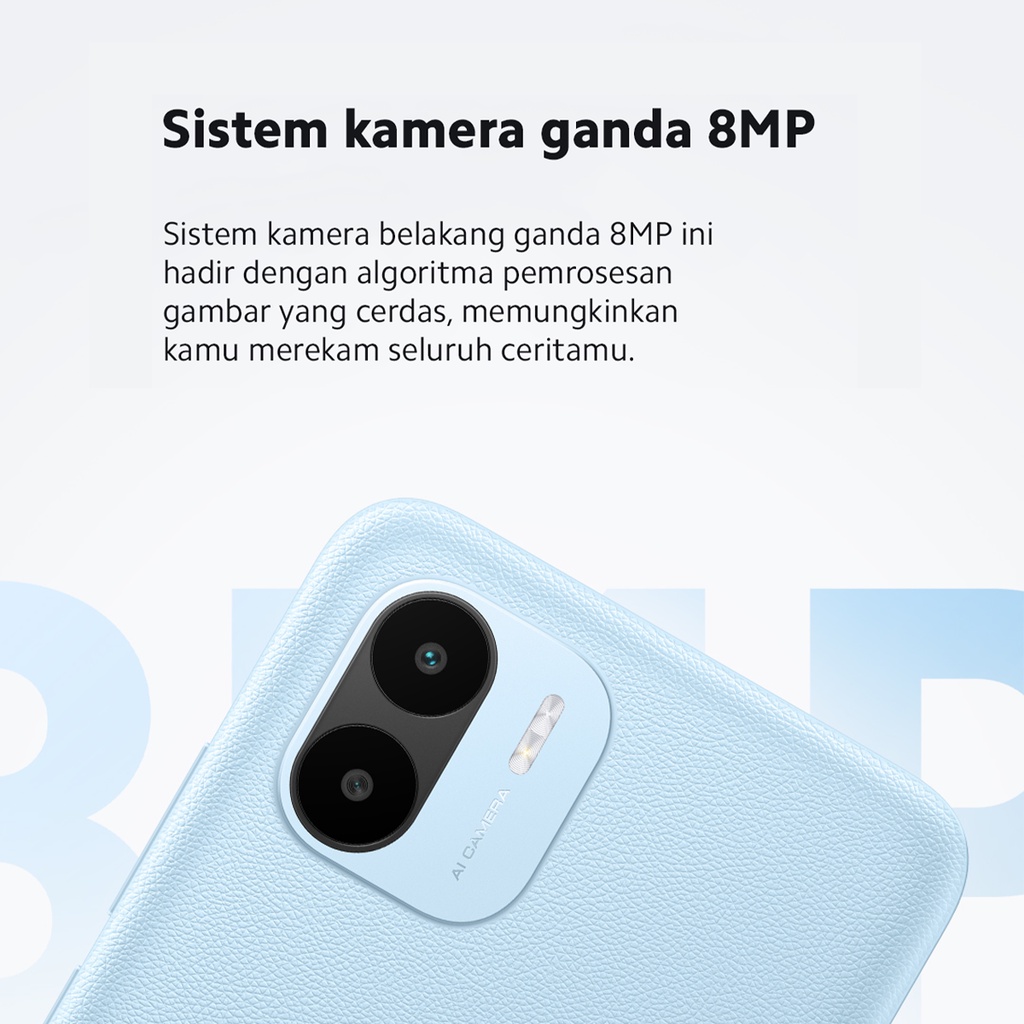 Sistem kamera ganda 8MP
Sistem kamera belakang ganda 8MP ini
hadir dengan algoritma pemrosesan
gambar yang cerdas, memungkinkan
kamu merekam seluruh ceritamu.
8MP
AI CAMERA